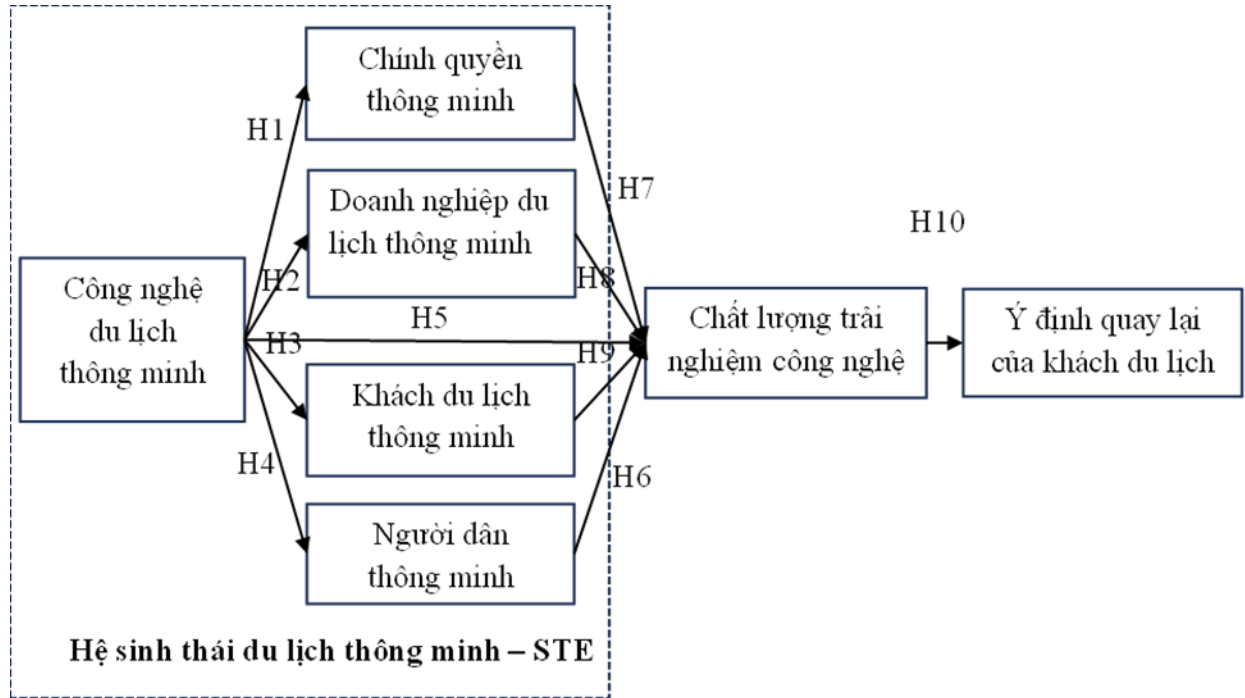 Chính quyền
thông minh
H1
Doanh nghiệp du
lịch thông minh
H7
H10
Công nghệ
du lịch
thông minh
H2
H8
H5
Chất lượng trải
nghiệm công nghệ
Ý định quay lại
của khách du lịch
H3
H9
Khách du lịch
thông minh
H4
H6
Người dân
thông minh
Hệ sinh thái du lịch thông minh – STE